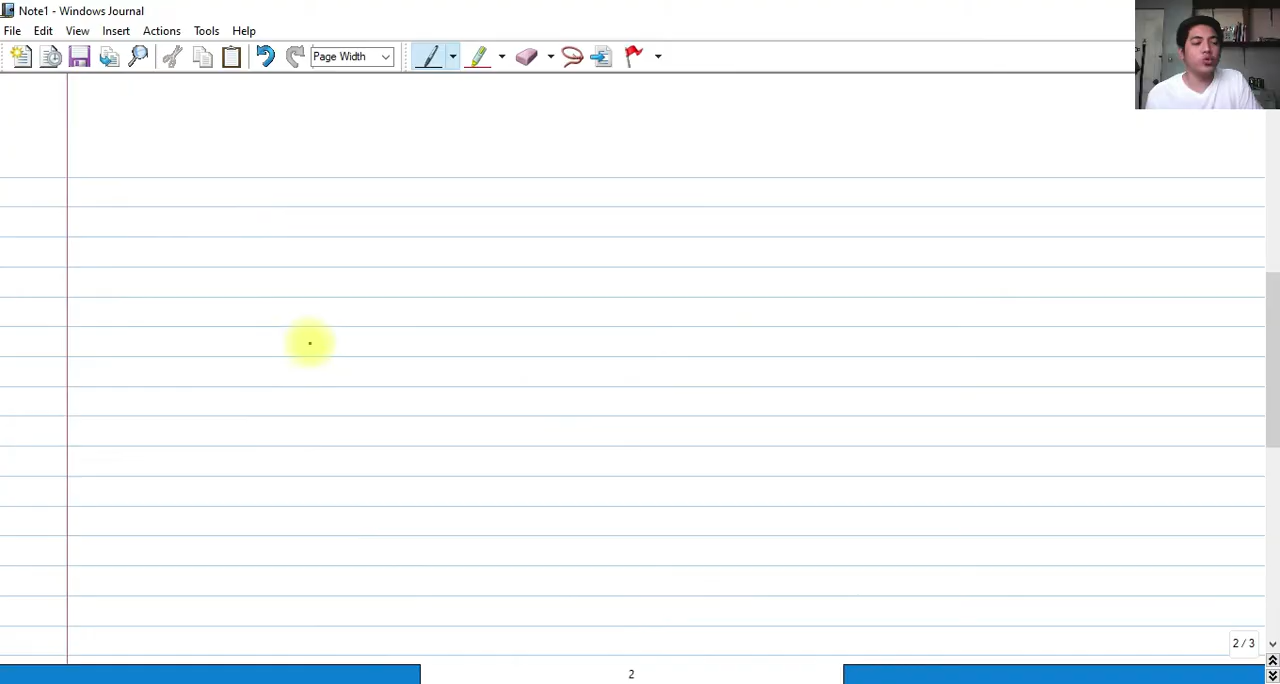 Note1 - Windows Journal
File Edit View Insert Actions Tools Help
Page Width
2 / 3
2